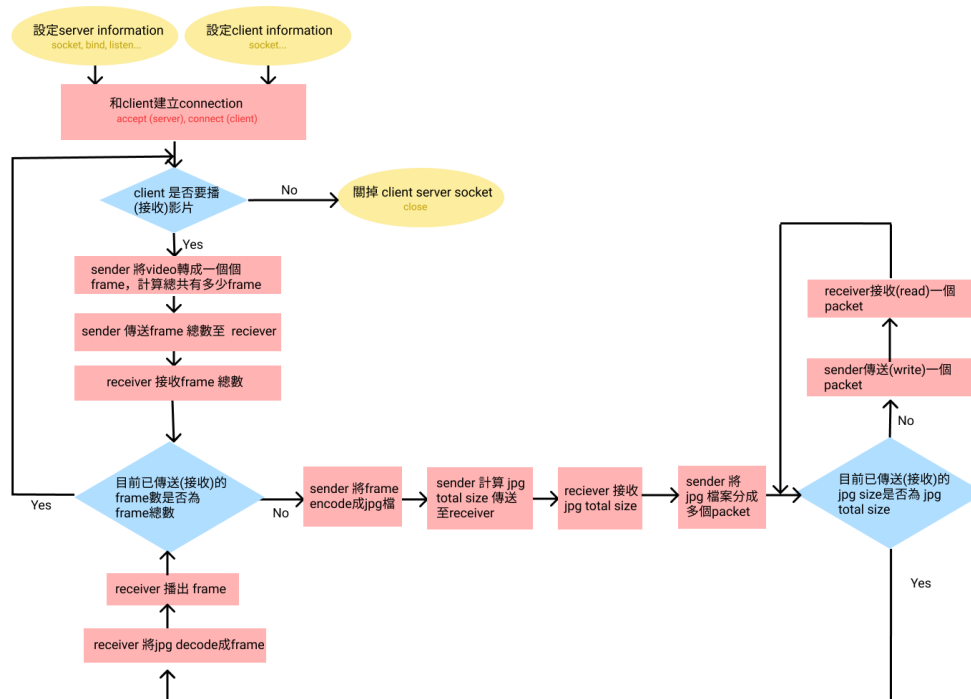 設定server information
socket, bind, listen...
設定client information
socket...
和client建立connection
accept (server), connect (client)
client 是否要播
(接收)影片
No
關掉 client server socket
close
Yes
sender 將video轉成一個個
frame，計算總共有多少frame
sender 傳送frame 總數至 reciever
receiver 接收frame 總數
receiver接收(read)一個
packet
sender傳送(write)一個
packet
No
目前已傳送(接收)的
frame數是否為
frame總數
Yes
No
sender 將frame
encode成jpg檔
sender 計算 jpg
total size 傳送
至receiver
reciever 接收
jpg total size
sender 將
jpg 檔案分成
多個packet
目前已傳送(接收)的
jpg size是否為 jpg
total size
Yes
receiver 播出 frame
receiver 將jpg decode成frame